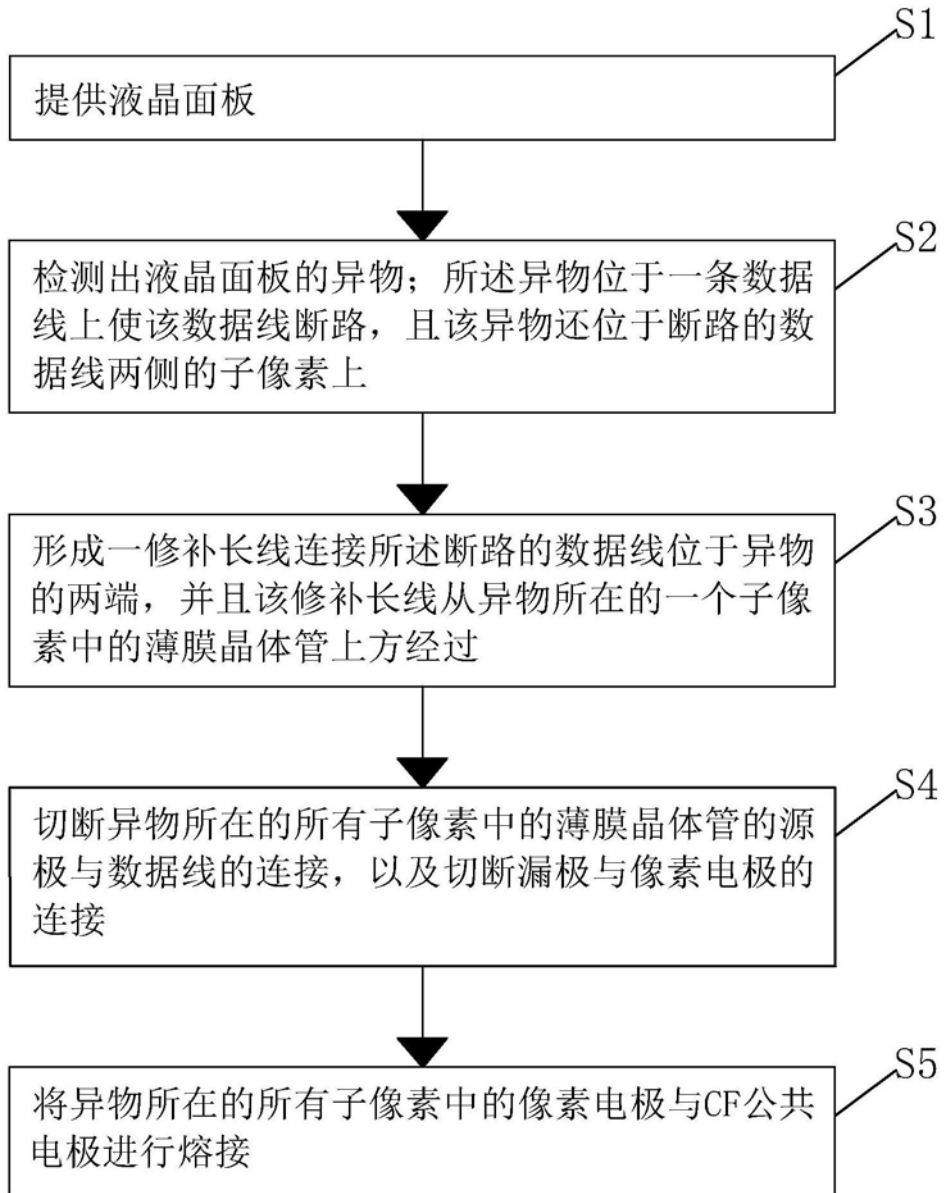 S1
提供液晶面板
S2
检测出液晶面板的异物；所述异物位于一条数据
线上使该数据线断路，且该异物还位于断路的数
据线两侧的子像素上
S3
形成一修补长线连接所述断路的数据线位于异物
的两端，并且该修补长线从异物所在的一个子像
素中的薄膜晶体管上方经过
S4
切断异物所在的所有子像素中的薄膜晶体管的源
极与数据线的连接，以及切断漏极与像素电极的
连接
S5
将异物所在的所有子像素中的像素电极与CF公共
电极进行熔接